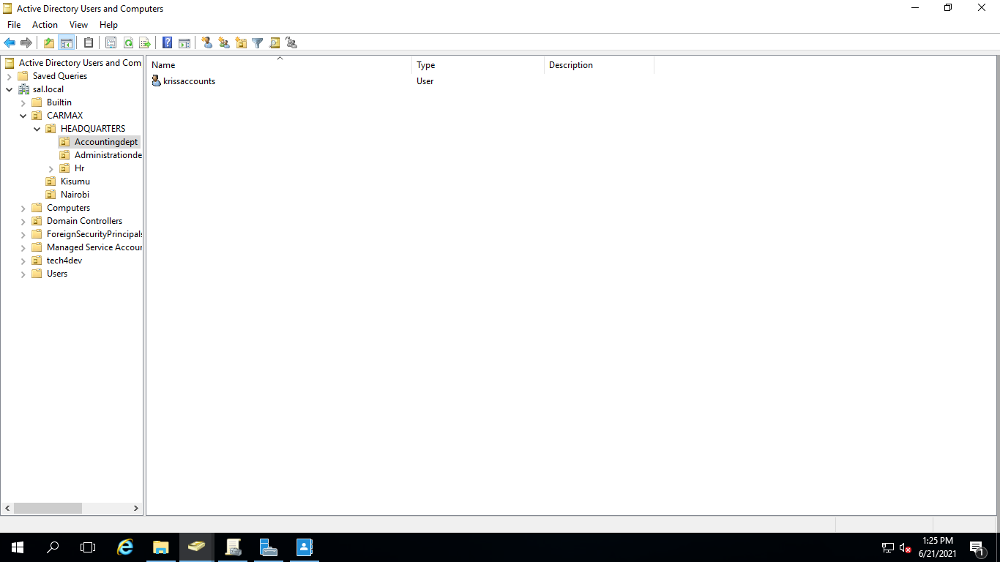 Active Directory Users and Computers
File Action View Help
Active Directory Users and Com
Saved Queries
sal.local
Builtin
CARMAX
HEADQUARTERS
Accountingdept
Administrationde
Hr
Kisumu
Nairobi
Computers
Domain Controllers
ForeignSecurityPrincipals
Managed Service Accour
tech4dev
Users
Name Type Description
krissaccounts User
1:25 PM
6/21/2021
1